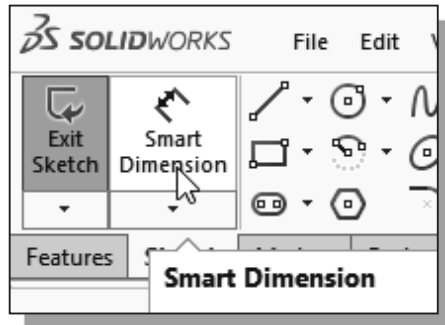 SOLIDWORKS File Edit
Exit Sketch
Smart Dimension
Features
Smart Dimension